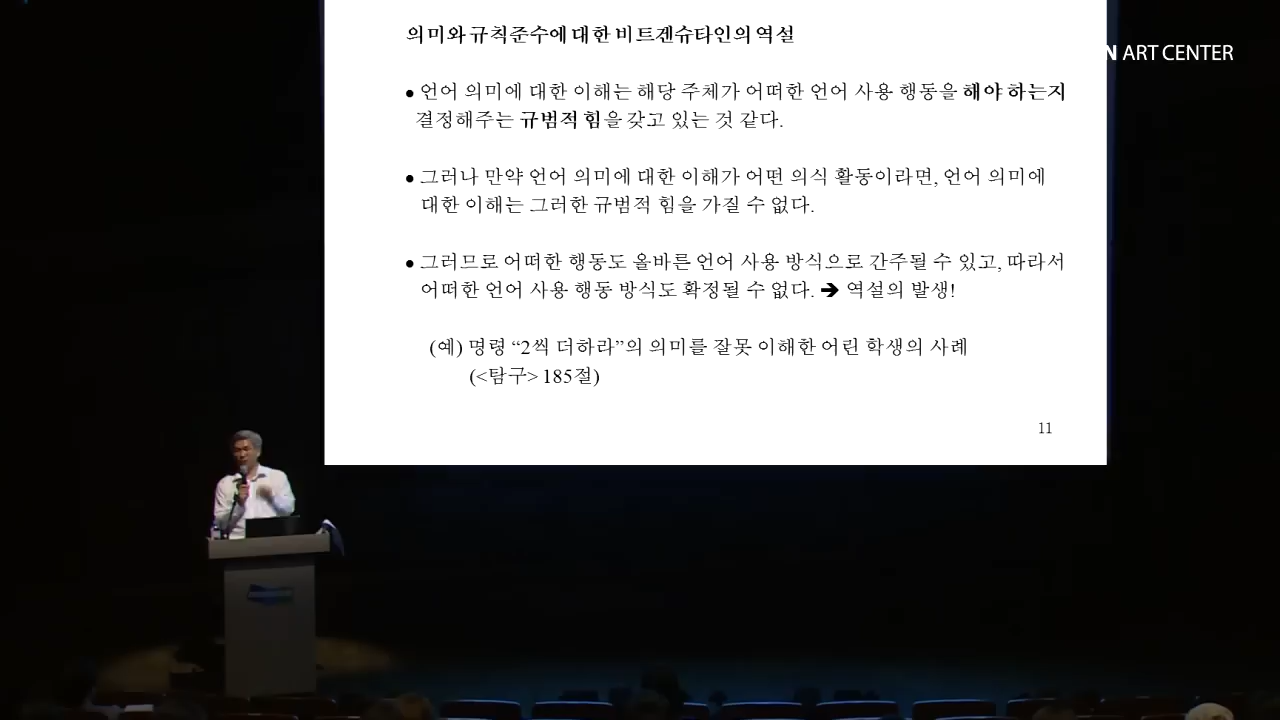 의미와 규칙준수에 대한 비트겐슈타인의 역설
N ART CENTER
● 언어 의미에 대한 이해는 해당 주체가 어떠한 언어 사용 행동을 해야 하는지
결정해주는 규범적 힘을 갖고 있는 것 같다.
● 그러나 만약 언어 의미에 대한 이해가 어떤 의식 활동이라면, 언어 의미에
대한 이해는 그러한 규범적 힘을 가질 수 없다.
● 그러므로 어떠한 행동도 올바른 언어 사용 방식으로 간주될 수 있고, 따라서
어떠한 언어 사용 행동 방식도 확정될 수 없다. ➔ 역설의 발생!
(예) 명령 “2씩 더하라”의 의미를 잘못 이해한 어린 학생의 사례
(<탐구> 185절)
11